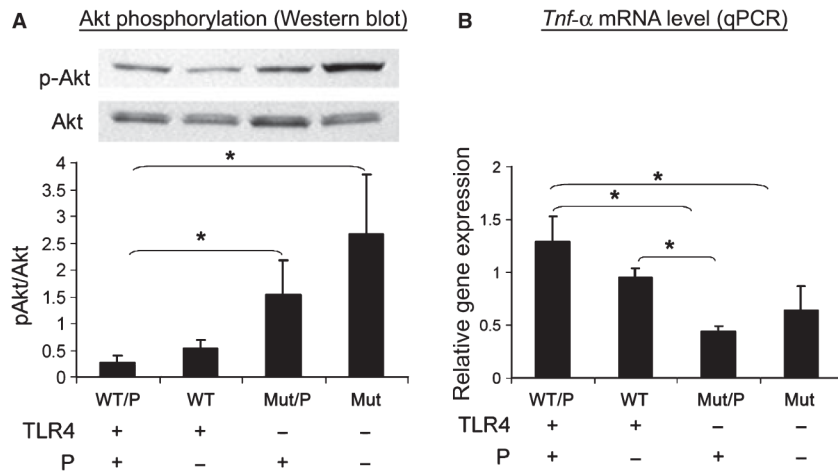 A Akt phosphorylation (Western blot)
p-Akt
Akt
pAkt/Akt
4
3.5
3
2.5
2
1.5
1
0.5
0
*
*
WT/P WT Mut/P Mut
TLR4 + + – –
P + – + –
B Tnf-α mRNA level (qPCR)
Relative gene expression
2
1.5
1
0.5
0
*
*
*
WT/P WT Mut/P Mut
+ + – –
+ – + –